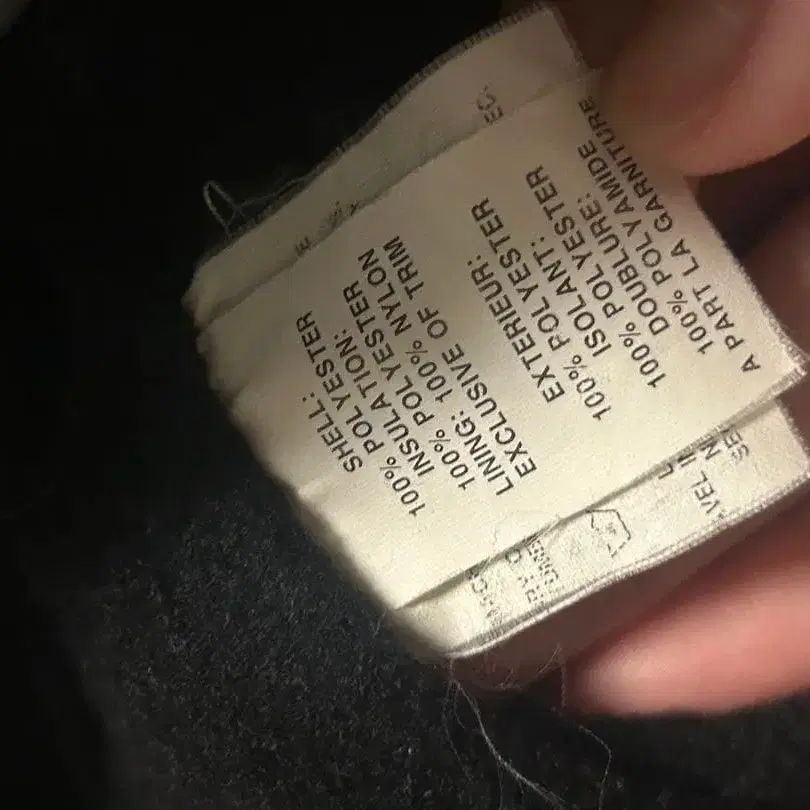 SHELL:
100% POLYESTER
INSULATION:
100% POLYESTER
LINING: 100% NYLON
EXCLUSIVE OF TRIM
EXTERIEUR:
100% POLYESTER
ISOLANT:
100% POLYESTER
DOUBLURE:
100% POLYAMIDE
A PART LA GARNITURE